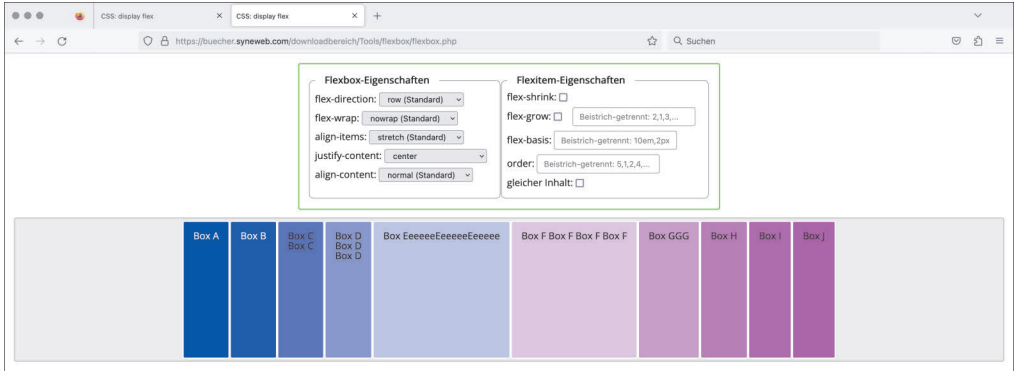 CSS: display flex
CSS: display flex
https://buecher.syneweb.com/downloadbereich/Tools/flexbox/flexbox.php
Suchen
Flexbox-Eigenschaften
flex-direction: row (Standard)
flex-wrap: nowrap (Standard)
align-items: stretch (Standard)
justify-content: center
align-content: normal (Standard)
Flexitem-Eigenschaften
flex-shrink:
flex-grow: Beistrich-getrennt: 2,1,3,...
flex-basis: Beistrich-getrennt: 10em,2px
order: Beistrich-getrennt: 5,1,2,4,...
gleicher Inhalt:
Box A
Box B
Box C
Box C
Box D
Box D
Box D
Box EeeeeeEeeeeeEeeeee
Box F Box F Box F Box F
Box GGG
Box H
Box I
Box J